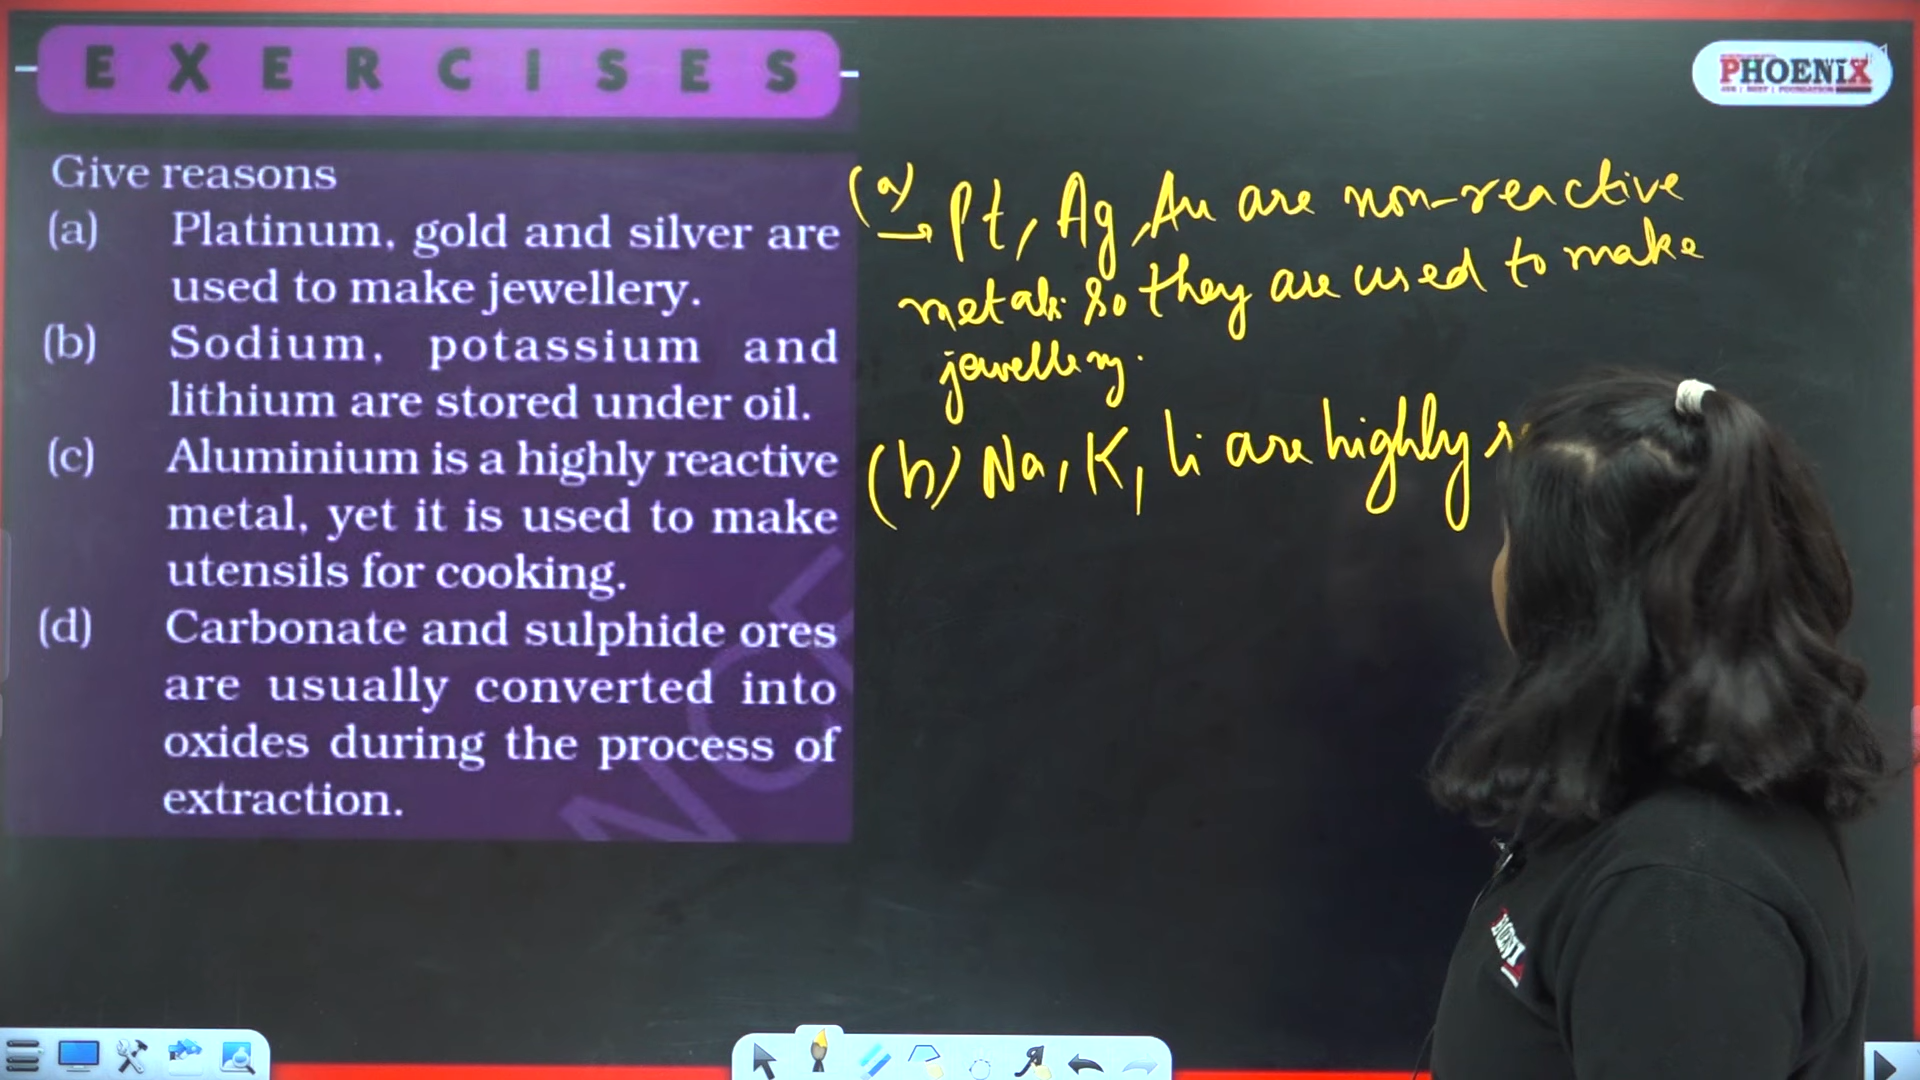 EXERCISES
PHOENIX
Give reasons
(a) Platinum, gold and silver are
used to make jewellery.
(b) Sodium, potassium and
lithium are stored under oil.
(c) Aluminium is a highly reactive
metal, yet it is used to make
utensils for cooking.
(d) Carbonate and sulphide ores
are usually converted into
oxides during the process of
extraction.
(a) → Pt, Ag, Au are non-reactive
metals. So they are used to make
jewellery.
(b) Na, K, Li are highly